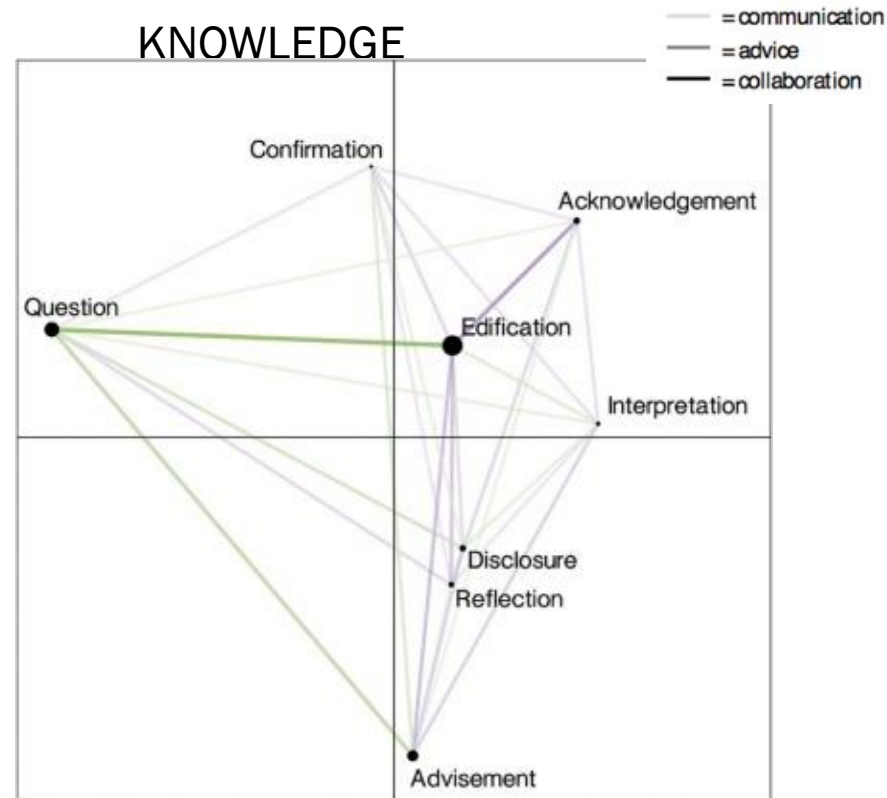 = communication
= advice
= collaboration
KNOWLEDGE
Confirmation
Acknowledgement
Question
Edification
Interpretation
Disclosure
Reflection
Advisement